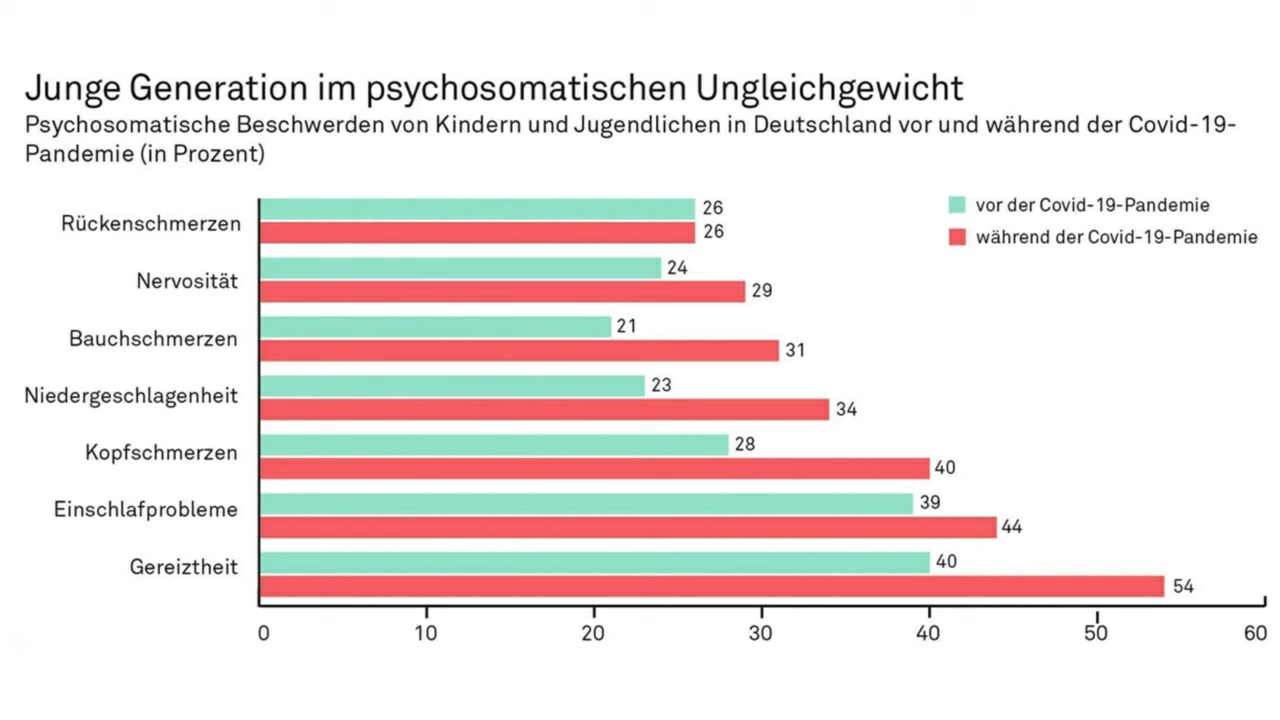 Junge Generation im psychosomatischen Ungleichgewicht
Psychosomatische Beschwerden von Kindern und Jugendlichen in Deutschland vor und während der Covid-19-
Pandemie (in Prozent)
vor der Covid-19-Pandemie
während der Covid-19-Pandemie
Rückenschmerzen
26
26
Nervosität
24
29
Bauchschmerzen
21
31
Niedergeschlagenheit
23
34
Kopfschmerzen
28
40
Einschlafprobleme
39
44
Gereiztheit
40
54
0 10 20 30 40 50 60